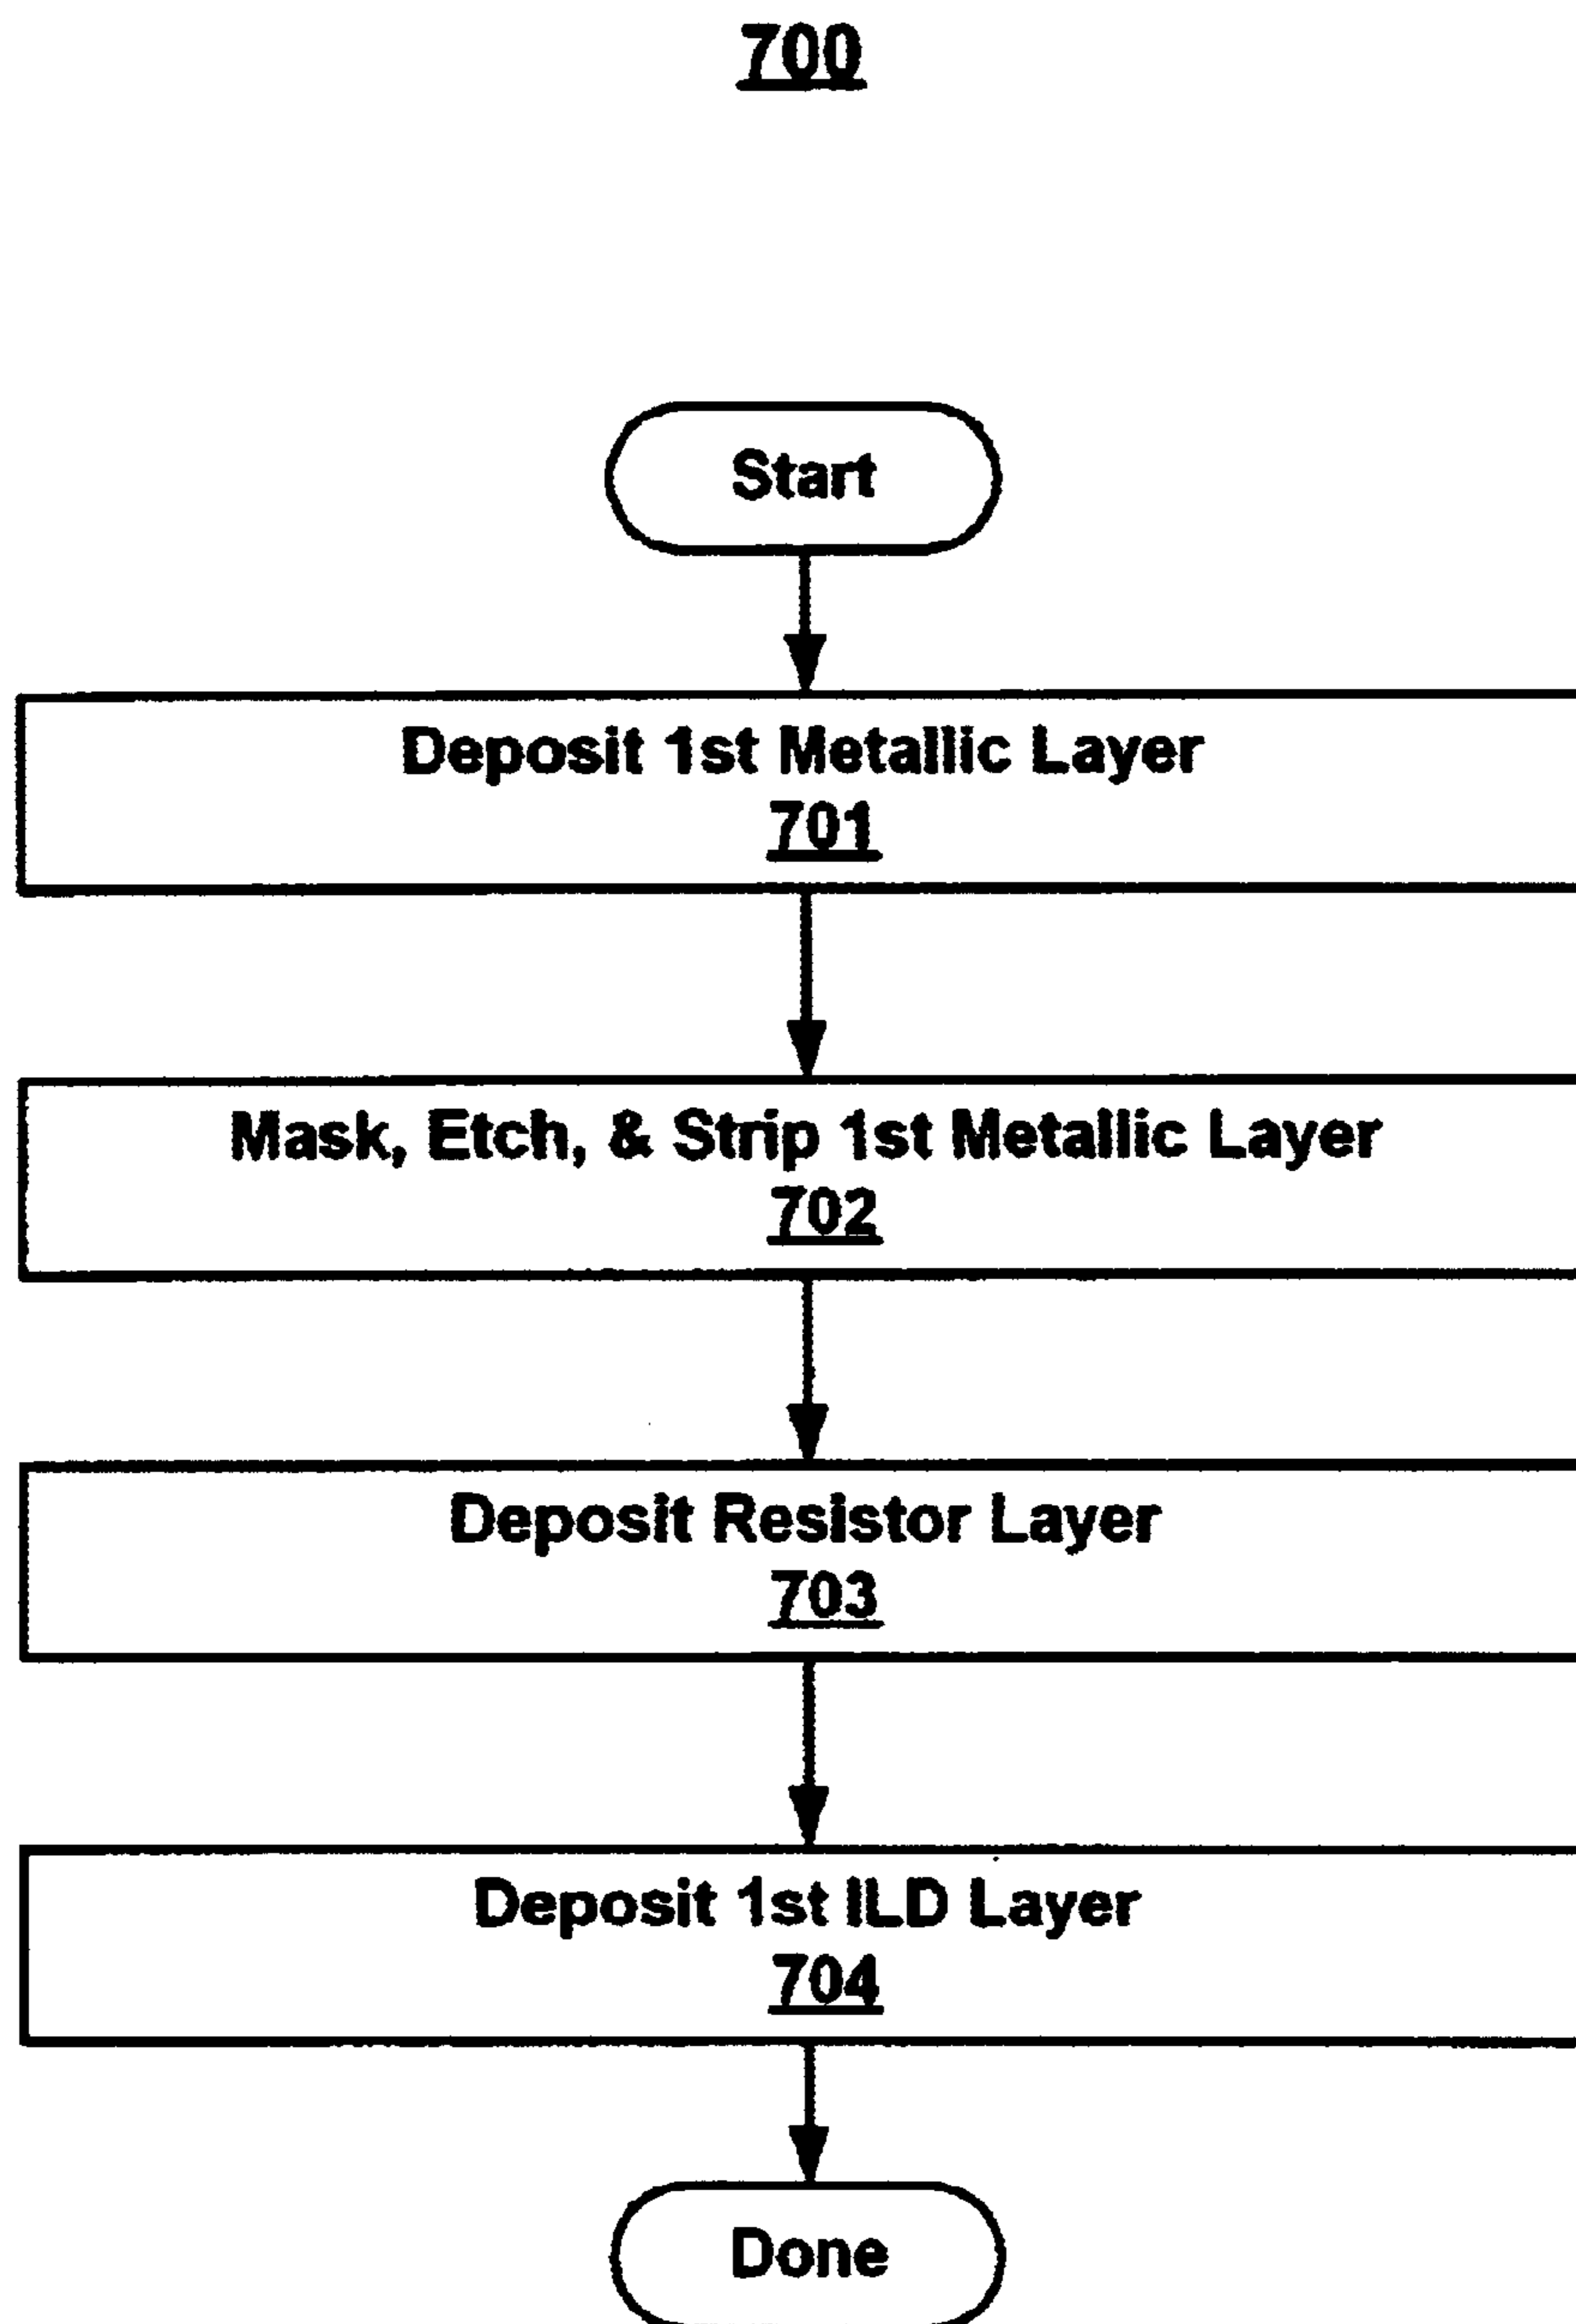 700
Start
Deposit 1st Metallic Layer
701
Mask, Etch, & Strip 1st Metallic Layer
702
Deposit Resistor Layer
703
Deposit 1st ILD Layer
704
Done